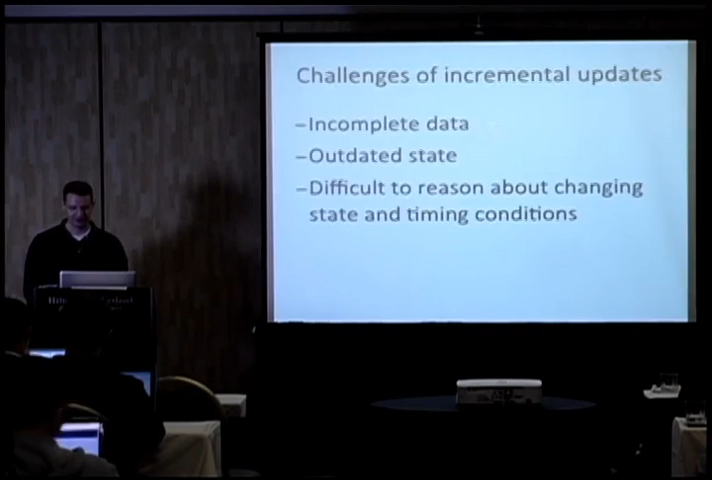 Challenges of incremental updates
–Incomplete data
–Outdated state
–Difficult to reason about changing
state and timing conditions